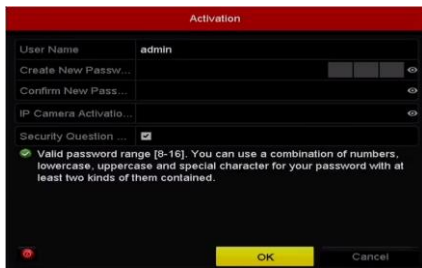 Activation
User Name admin
Create New Passw...
Confirm New Pass...
IP Camera Activatio...
Security Question ...
Valid password range [8-16]. You can use a combination of numbers,
lowercase, uppercase and special character for your password with at
least two kinds of them contained.
OK Cancel